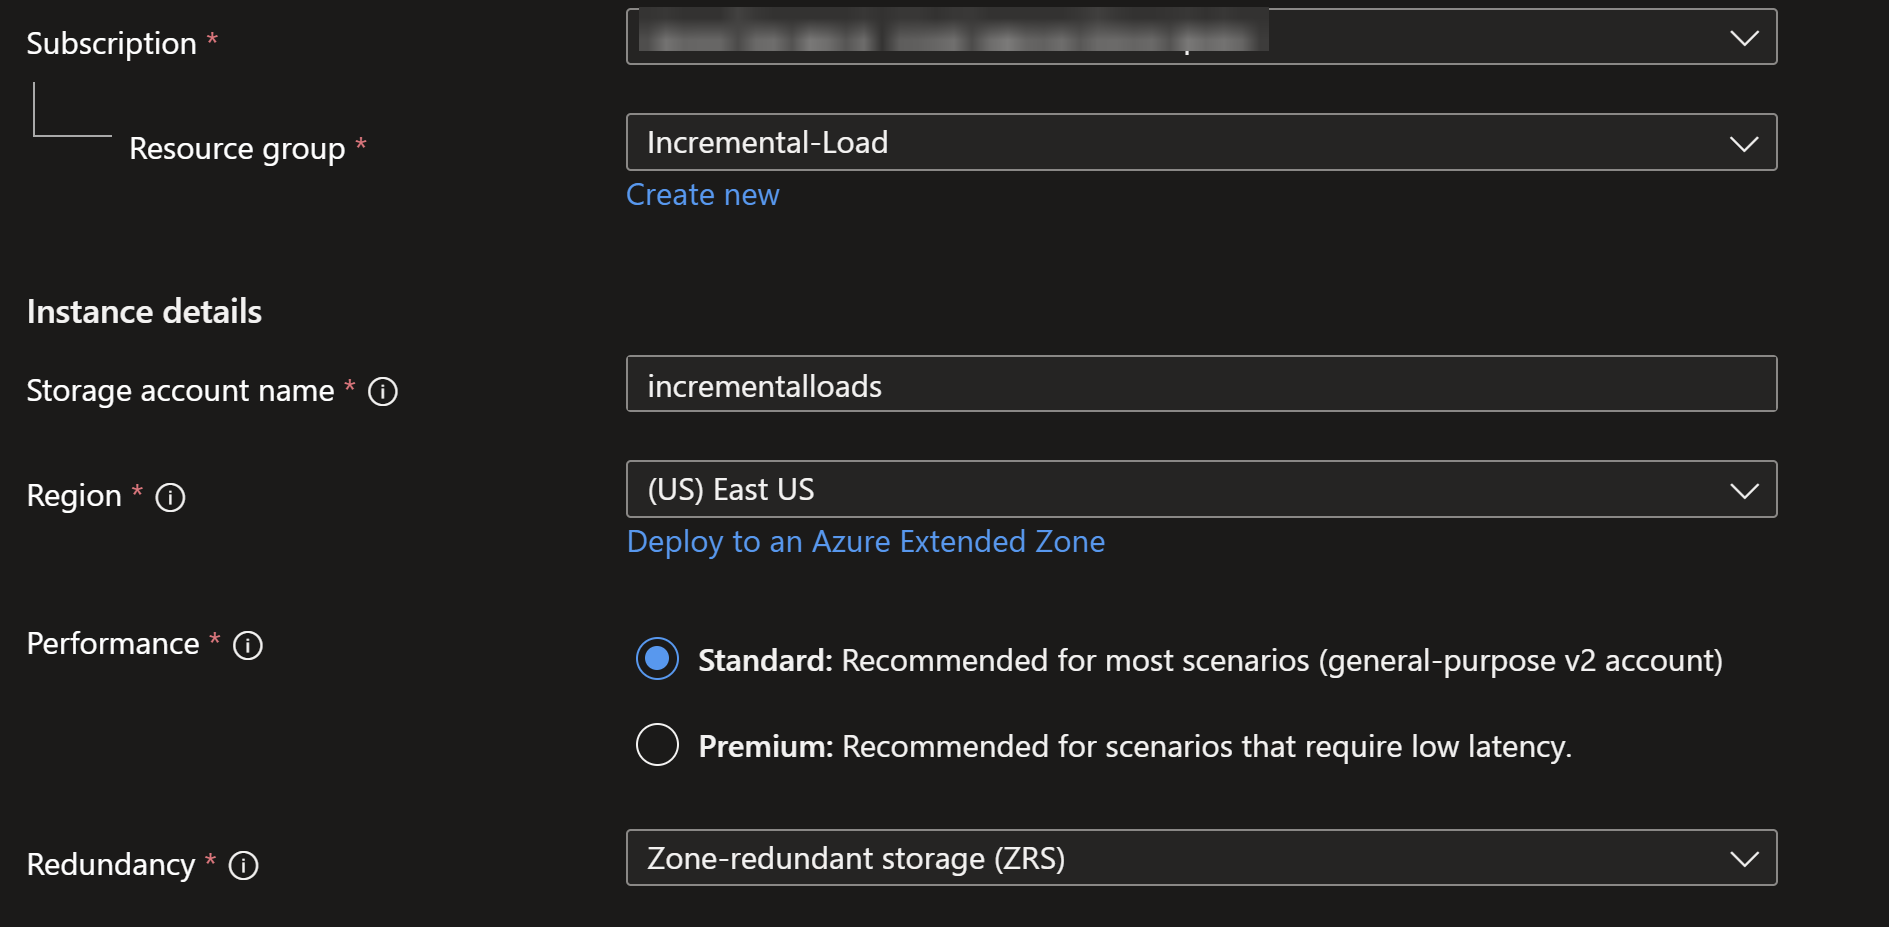 Subscription *
Resource group *
Incremental-Load
Create new
Instance details
Storage account name *
incrementalloads
Region *
(US) East US
Deploy to an Azure Extended Zone
Performance *
Standard: Recommended for most scenarios (general-purpose v2 account)
Premium: Recommended for scenarios that require low latency.
Redundancy *
Zone-redundant storage (ZRS)